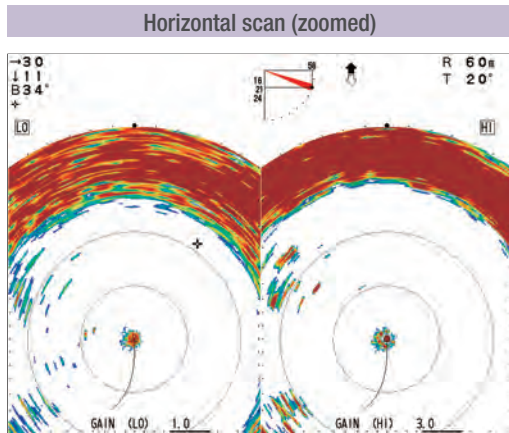 Horizontal scan (zoomed)
→30
↓11
B34°
R 60m
T 20°
56
16
21
24
LO
HI
GAIN (LO) 1.0
GAIN (HI) 3.0